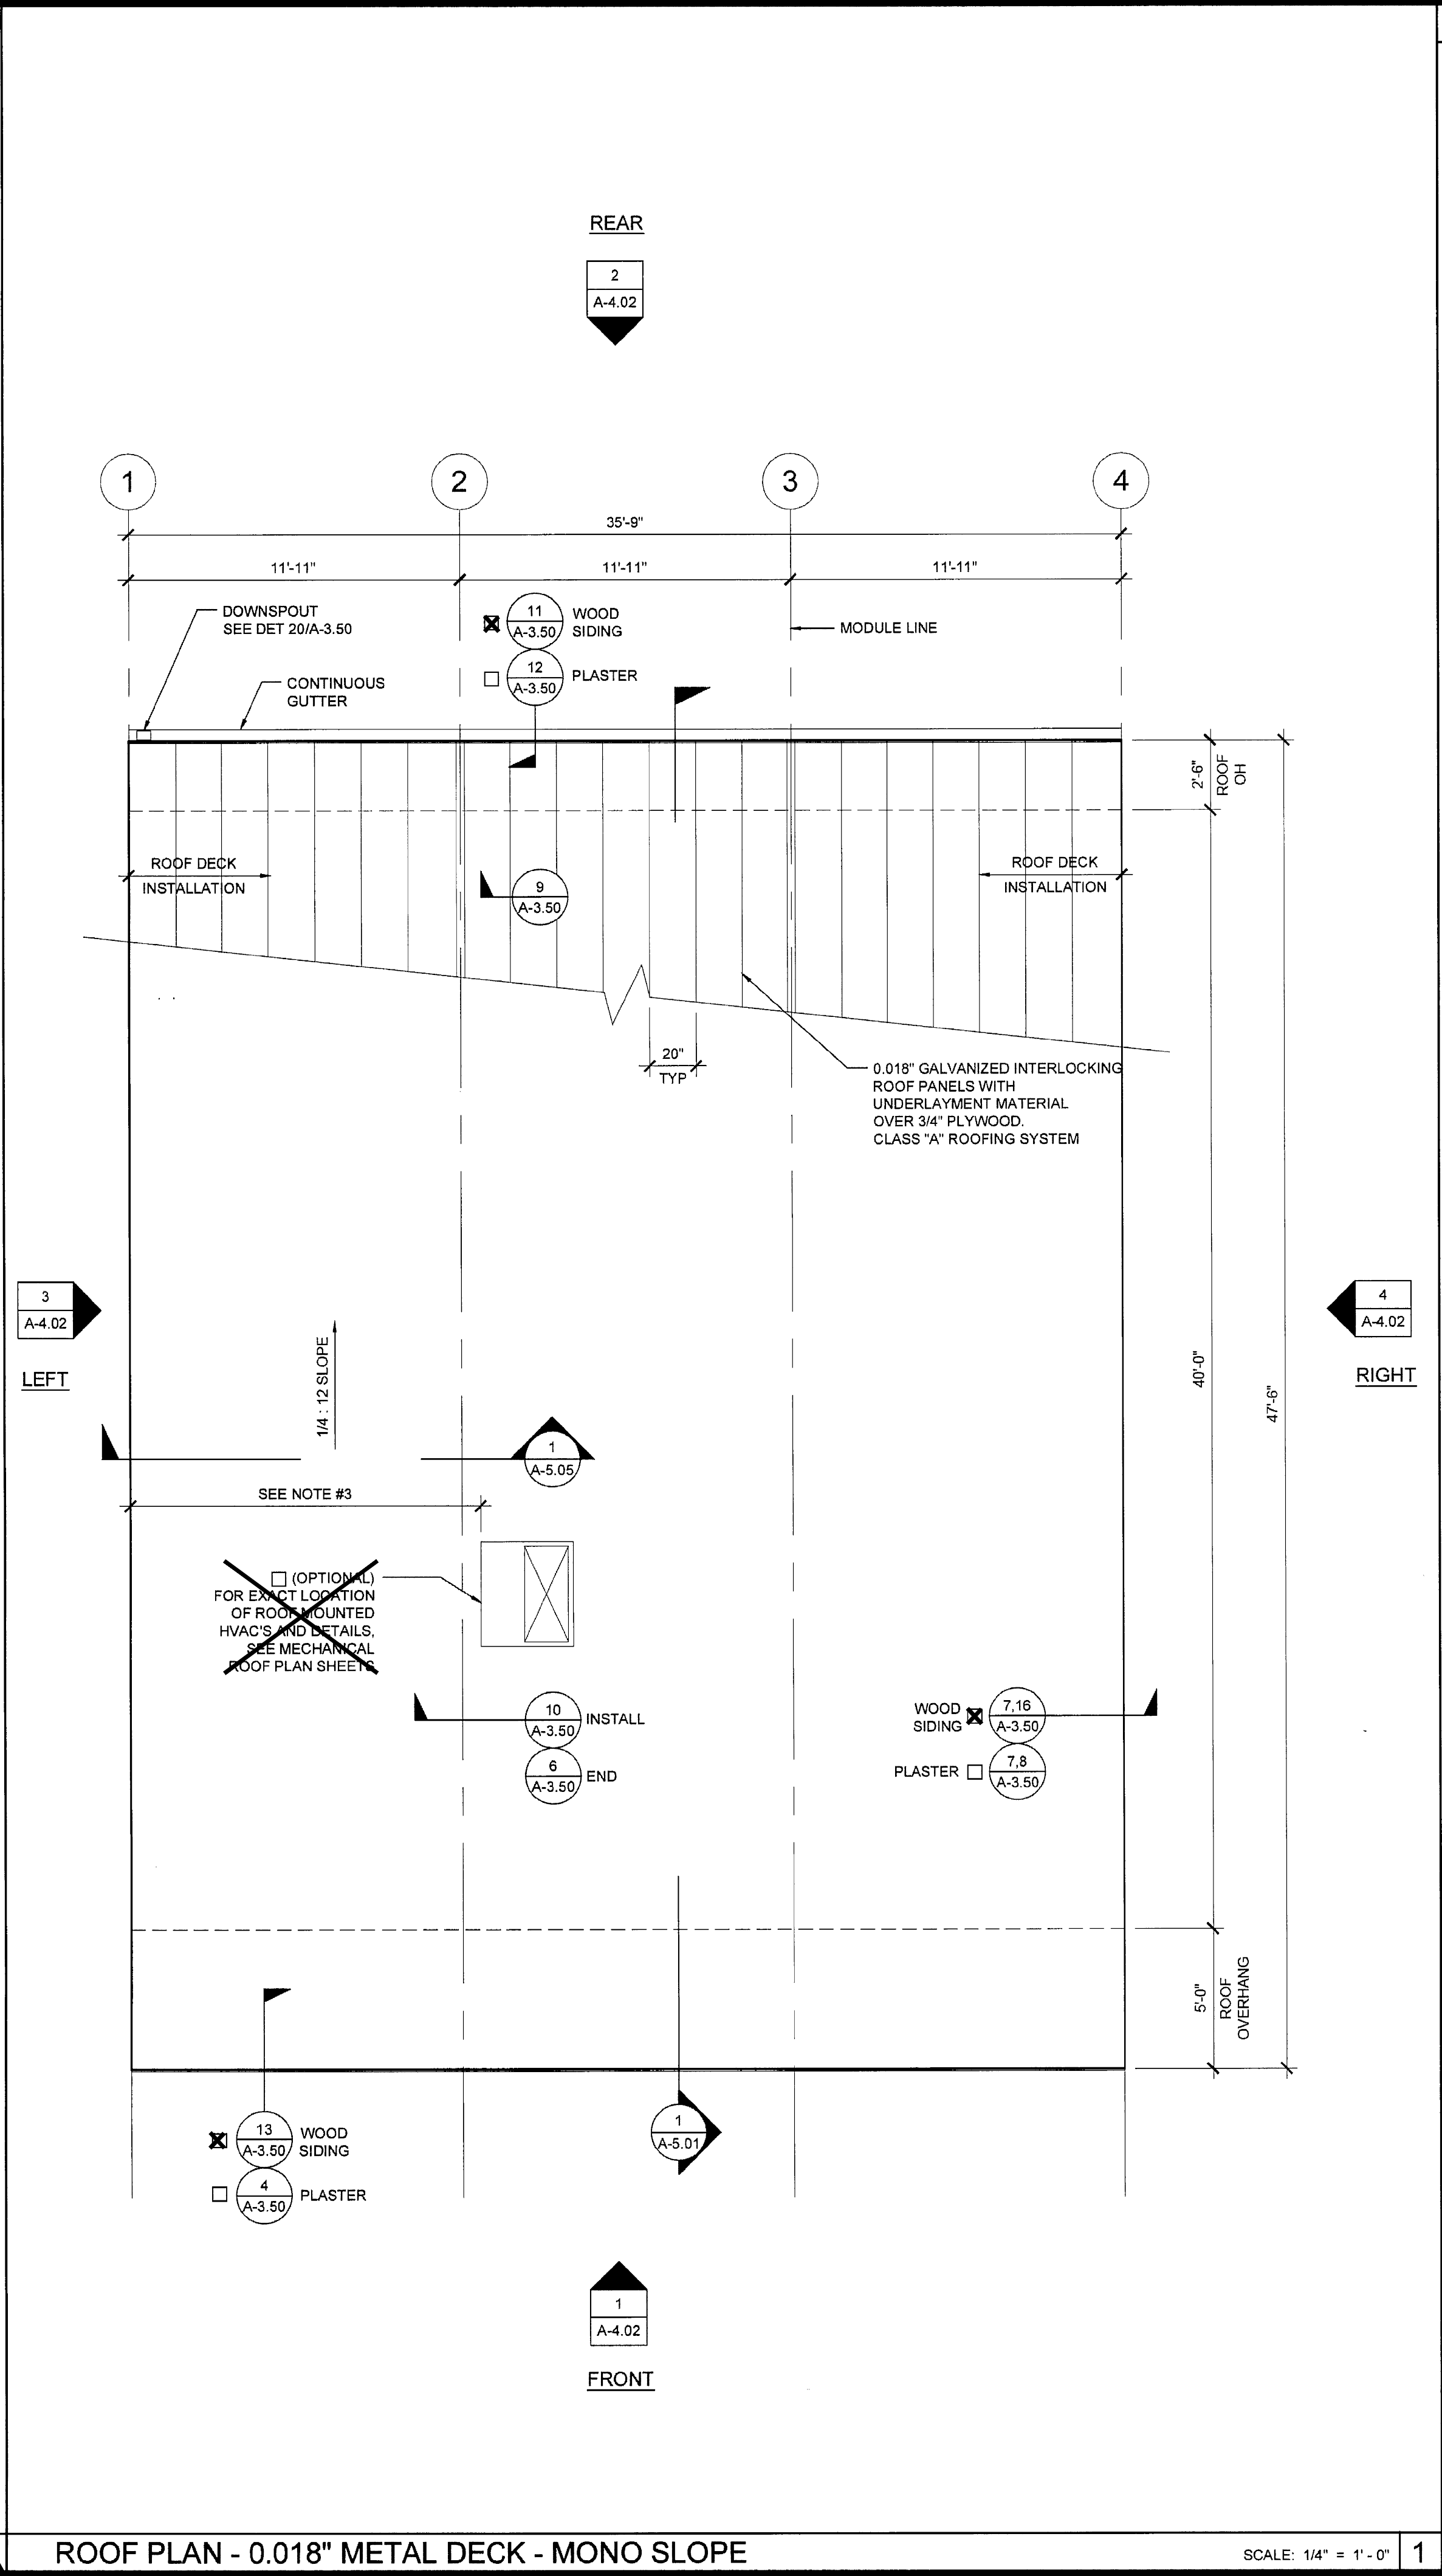 REAR
2
A-4.02
1
2
3
4
35'-9"
11'-11"
11'-11"
11'-11"
DOWNSPOUT
SEE DET 20/A-3.50
CONTINUOUS
GUTTER
11
A-3.50
WOOD
SIDING
12
A-3.50
PLASTER
MODULE LINE
2'-6"
ROOF
OH
ROOF DECK
INSTALLATION
9
A-3.50
ROOF DECK
INSTALLATION
20"
TYP
0.018" GALVANIZED INTERLOCKING
ROOF PANELS WITH
UNDERLAYMENT MATERIAL
OVER 3/4" PLYWOOD.
CLASS "A" ROOFING SYSTEM
3
A-4.02
LEFT
4
A-4.02
RIGHT
1/4 : 12 SLOPE
40'-0"
47'-6"
1
A-5.05
SEE NOTE #3
(OPTIONAL)
FOR EXACT LOCATION
OF ROOF MOUNTED
HVAC'S AND DETAILS,
SEE MECHANICAL
ROOF PLAN SHEETS
10
A-3.50
INSTALL
6
A-3.50
END
WOOD
SIDING
7,16
A-3.50
PLASTER
7,8
A-3.50
5'-0"
ROOF
OVERHANG
13
A-3.50
WOOD
SIDING
4
A-3.50
PLASTER
1
A-5.01
1
A-4.02
FRONT
ROOF PLAN - 0.018" METAL DECK - MONO SLOPE
SCALE: 1/4" = 1' - 0"
1